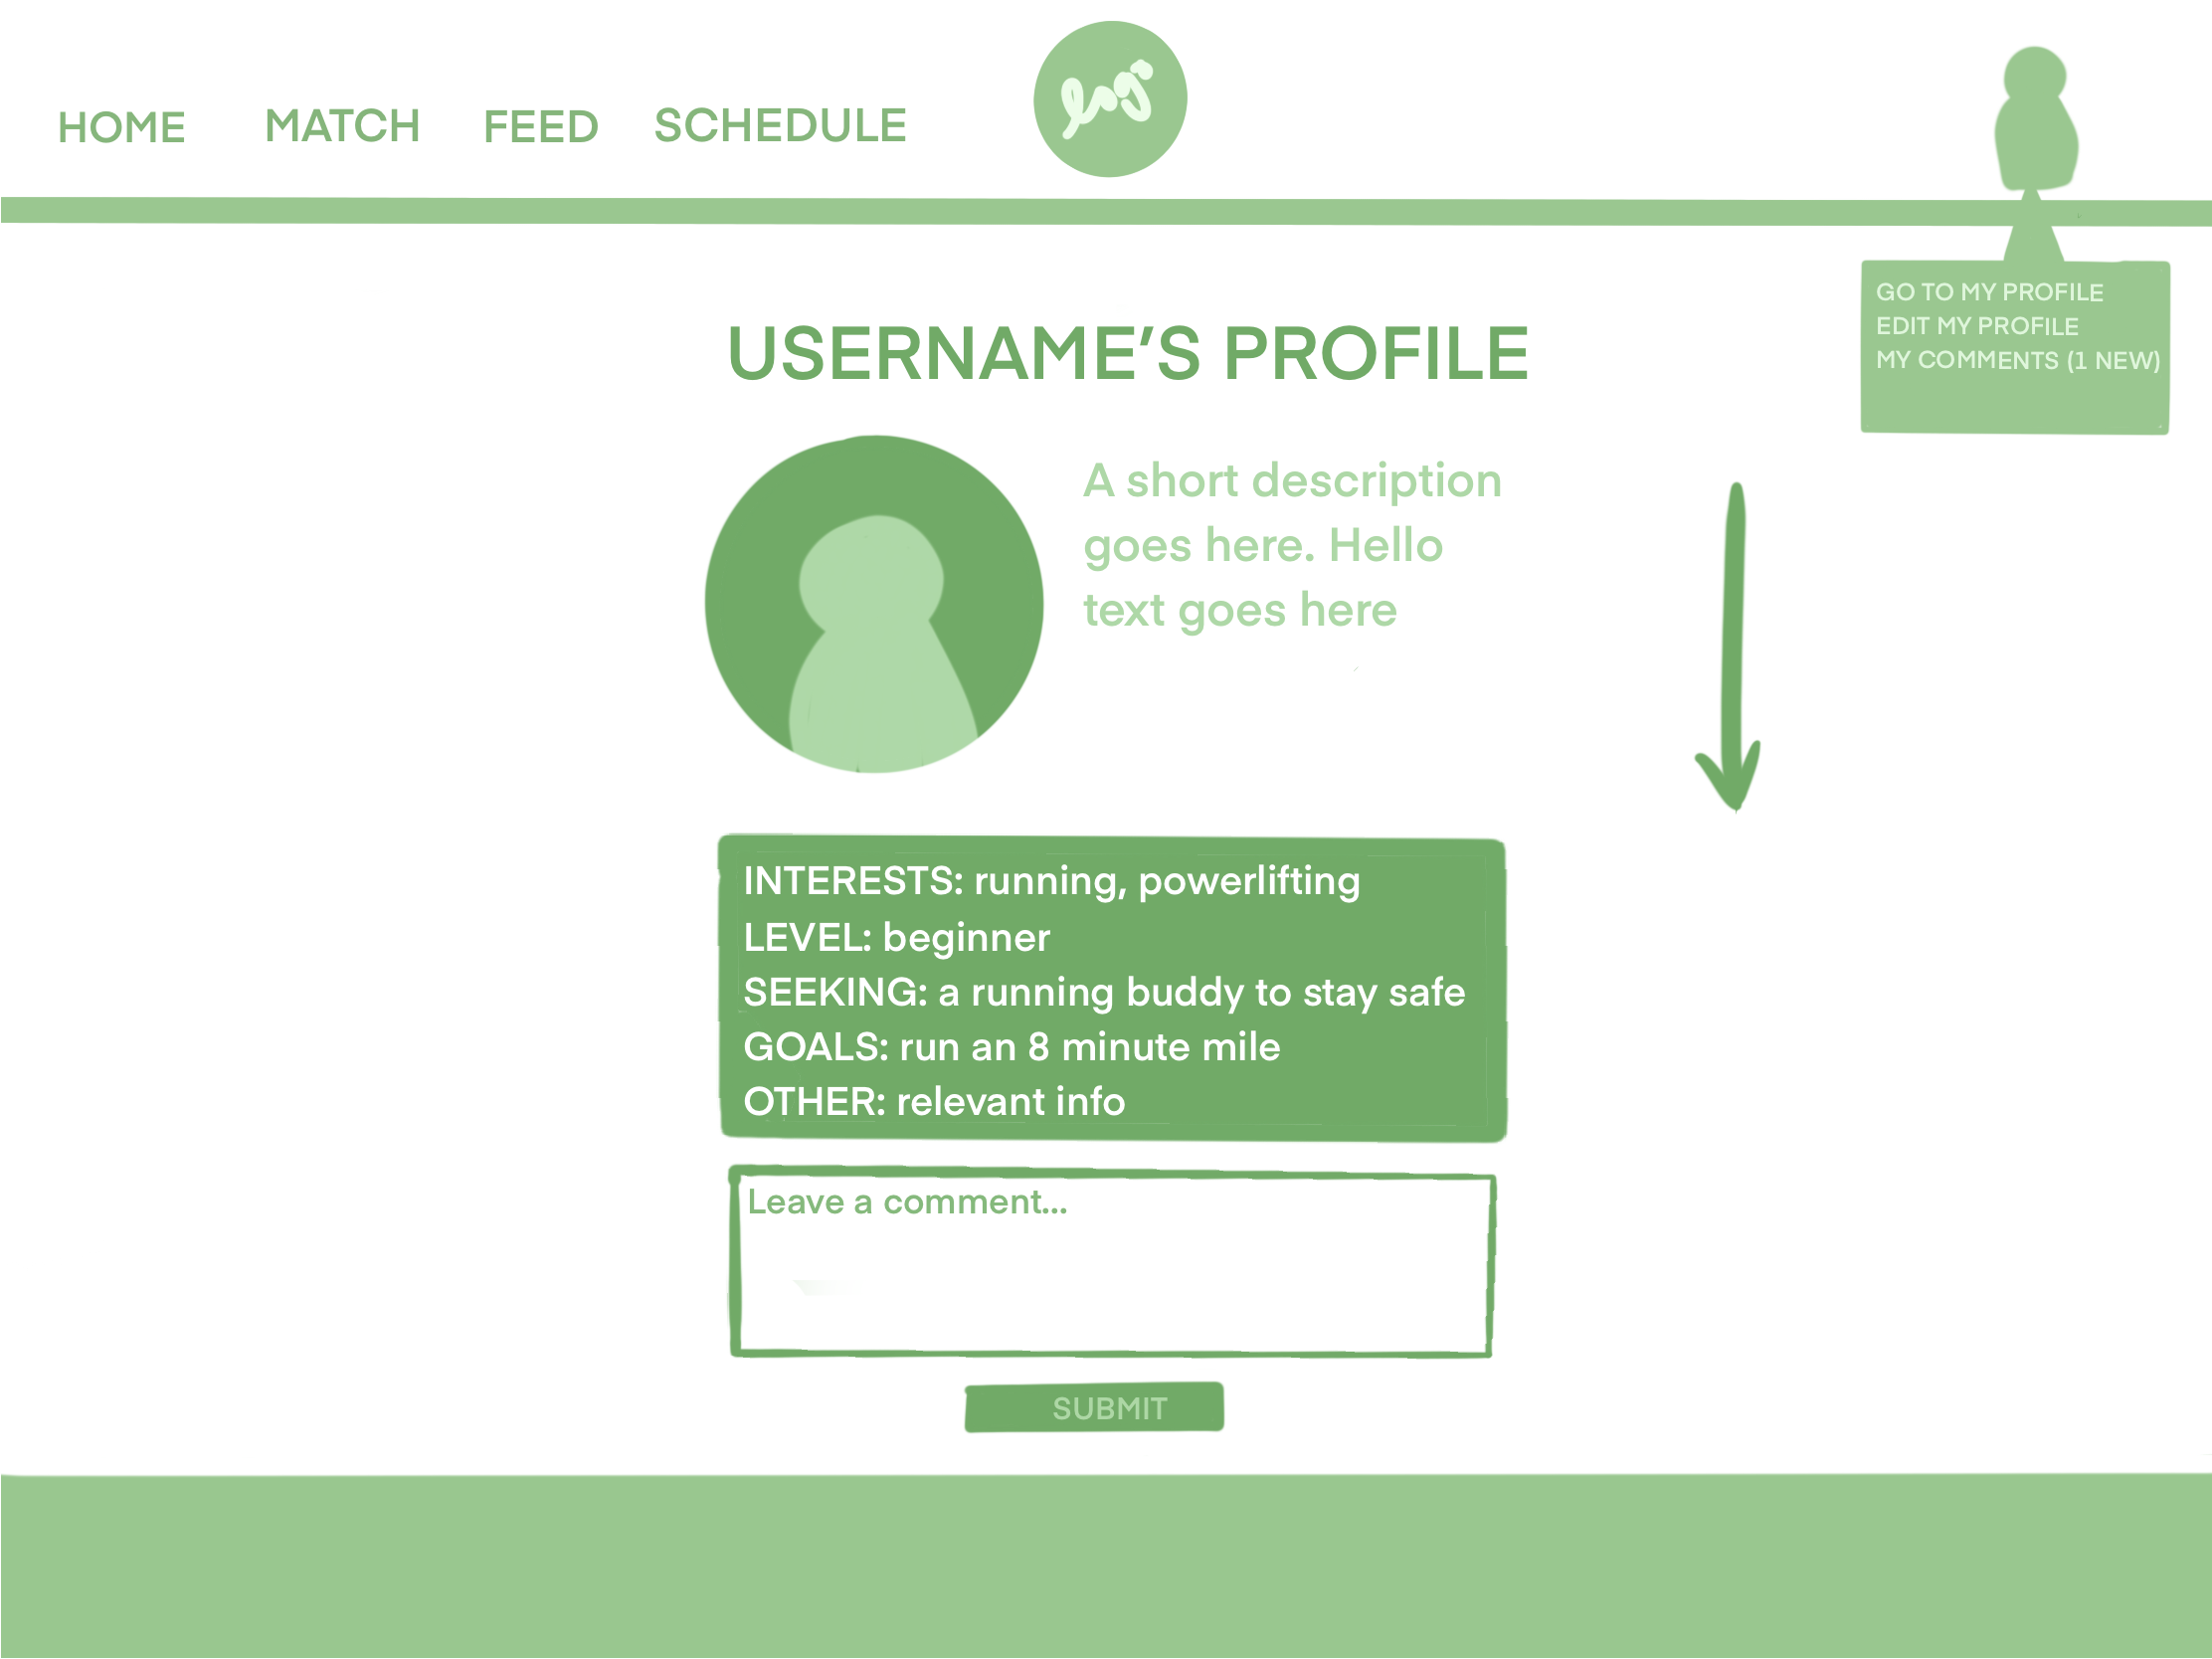 HOME MATCH FEED SCHEDULE
GO TO MY PROFILE
EDIT MY PROFILE
MY COMMENTS (1 NEW)
USERNAME’S PROFILE
A short description
goes here. Hello
text goes here
INTERESTS: running, powerlifting
LEVEL: beginner
SEEKING: a running buddy to stay safe
GOALS: run an 8 minute mile
OTHER: relevant info
Leave a comment...
SUBMIT